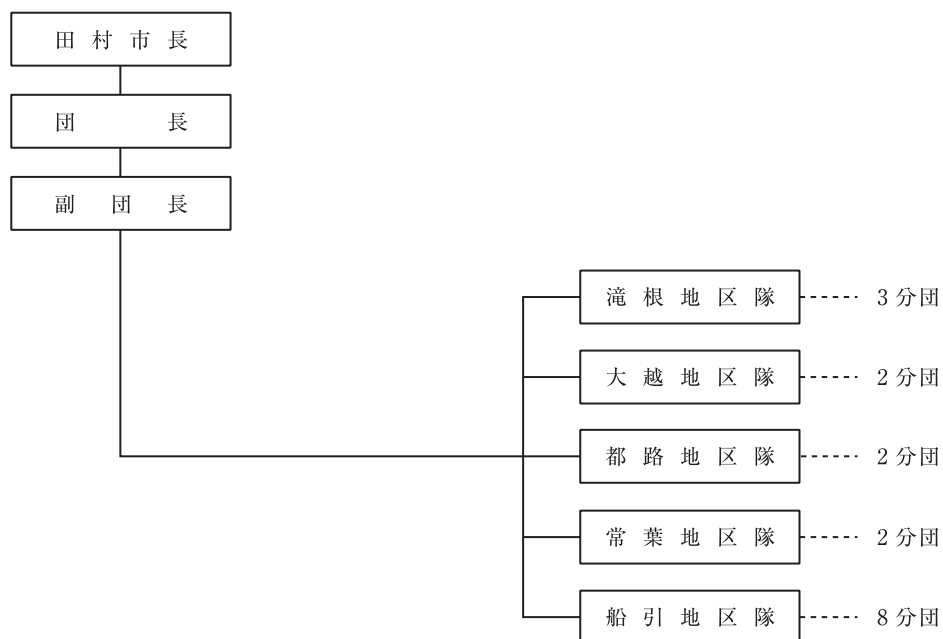 田村市長
団長
副団長
滝根地区隊 3分団
大越地区隊 2分団
都路地区隊 2分団
常葉地区隊 2分団
船引地区隊 8分団